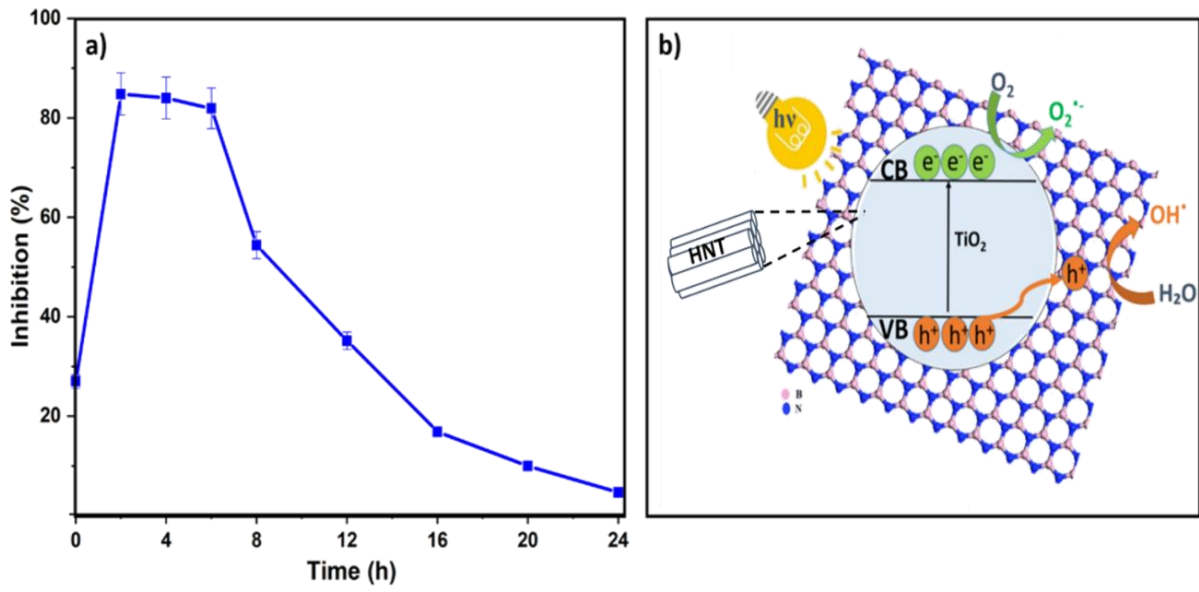 a)
100
80
60
40
20
0
4
8
12
16
20
24
Inhibition (%)
Time (h)
b)
hν
O₂
O₂•-
CB
e⁻ e⁻ e⁻
HNT
TiO₂
OH•
h⁺
H₂O
VB
h⁺ h⁺ h⁺
B
N